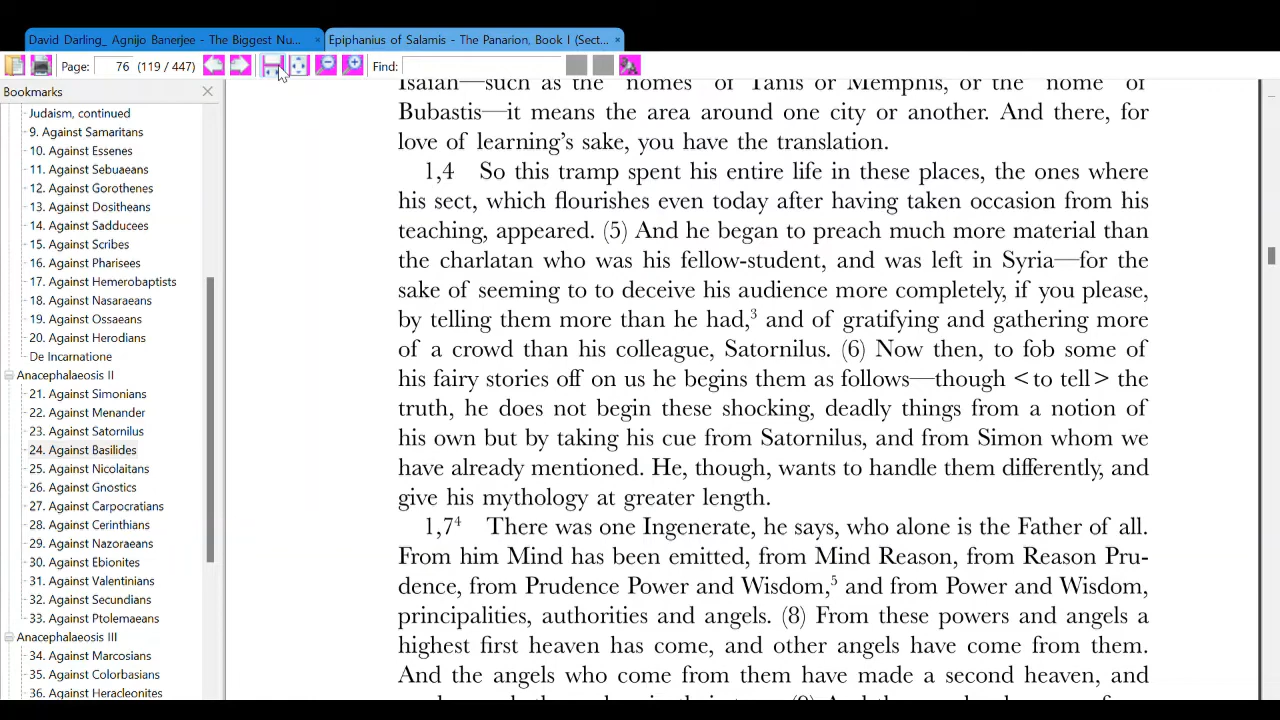 David Darling_ Agnijo Banerjee - The Biggest Nu... ×
Epiphanius of Salamis - The Panarion, Book I (Sect... ×
Page: 76 (119 / 447) Find:
Bookmarks
Judaism, continued
9. Against Samaritans
10. Against Essenes
11. Against Sebuaeans
12. Against Gorothenes
13. Against Dositheans
14. Against Sadducees
15. Against Scribes
16. Against Pharisees
17. Against Hemerobaptists
18. Against Nasaraeans
19. Against Ossaeans
20. Against Herodians
De Incarnatione
Anacephalaeosis II
21. Against Simonians
22. Against Menander
23. Against Satornilus
24. Against Basilides
25. Against Nicolaitans
26. Against Gnostics
27. Against Carpocratians
28. Against Cerinthians
29. Against Nazoraeans
30. Against Ebionites
31. Against Valentinians
32. Against Secundians
33. Against Ptolemaeans
Anacephalaeosis III
34. Against Marcosians
35. Against Colorbasians
36. Against Heracleonites
Isaiah—such as the "nomes" of Tanis or Memphis, or the "nome" of
Bubastis—it means the area around one city or another. And there, for
love of learning's sake, you have the translation.
1,4 So this tramp spent his entire life in these places, the ones where
his sect, which flourishes even today after having taken occasion from his
teaching, appeared. (5) And he began to preach much more material than
the charlatan who was his fellow-student, and was left in Syria—for the
sake of seeming to to deceive his audience more completely, if you please,
by telling them more than he had,3 and of gratifying and gathering more
of a crowd than his colleague, Satornilus. (6) Now then, to fob some of
his fairy stories off on us he begins them as follows—though <to tell> the
truth, he does not begin these shocking, deadly things from a notion of
his own but by taking his cue from Satornilus, and from Simon whom we
have already mentioned. He, though, wants to handle them differently, and
give his mythology at greater length.
1,7⁴ There was one Ingenerate, he says, who alone is the Father of all.
From him Mind has been emitted, from Mind Reason, from Reason Pru-
dence, from Prudence Power and Wisdom,5 and from Power and Wisdom,
principalities, authorities and angels. (8) From these powers and angels a
highest first heaven has come, and other angels have come from them.
And the angels who come from them have made a second heaven, and